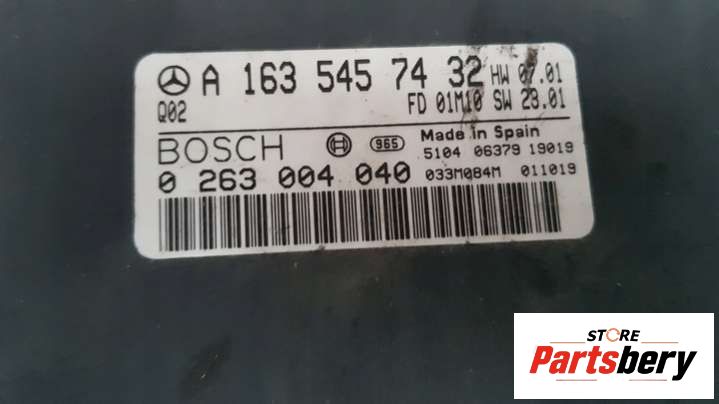 A 163 545 74 32 HW 07.01
Q02 FD 01M10 SW 23.01
BOSCH 965 Made in Spain
5104 06379 19019
0 263 004 040 033M084M 011019
STORE
Partsbery